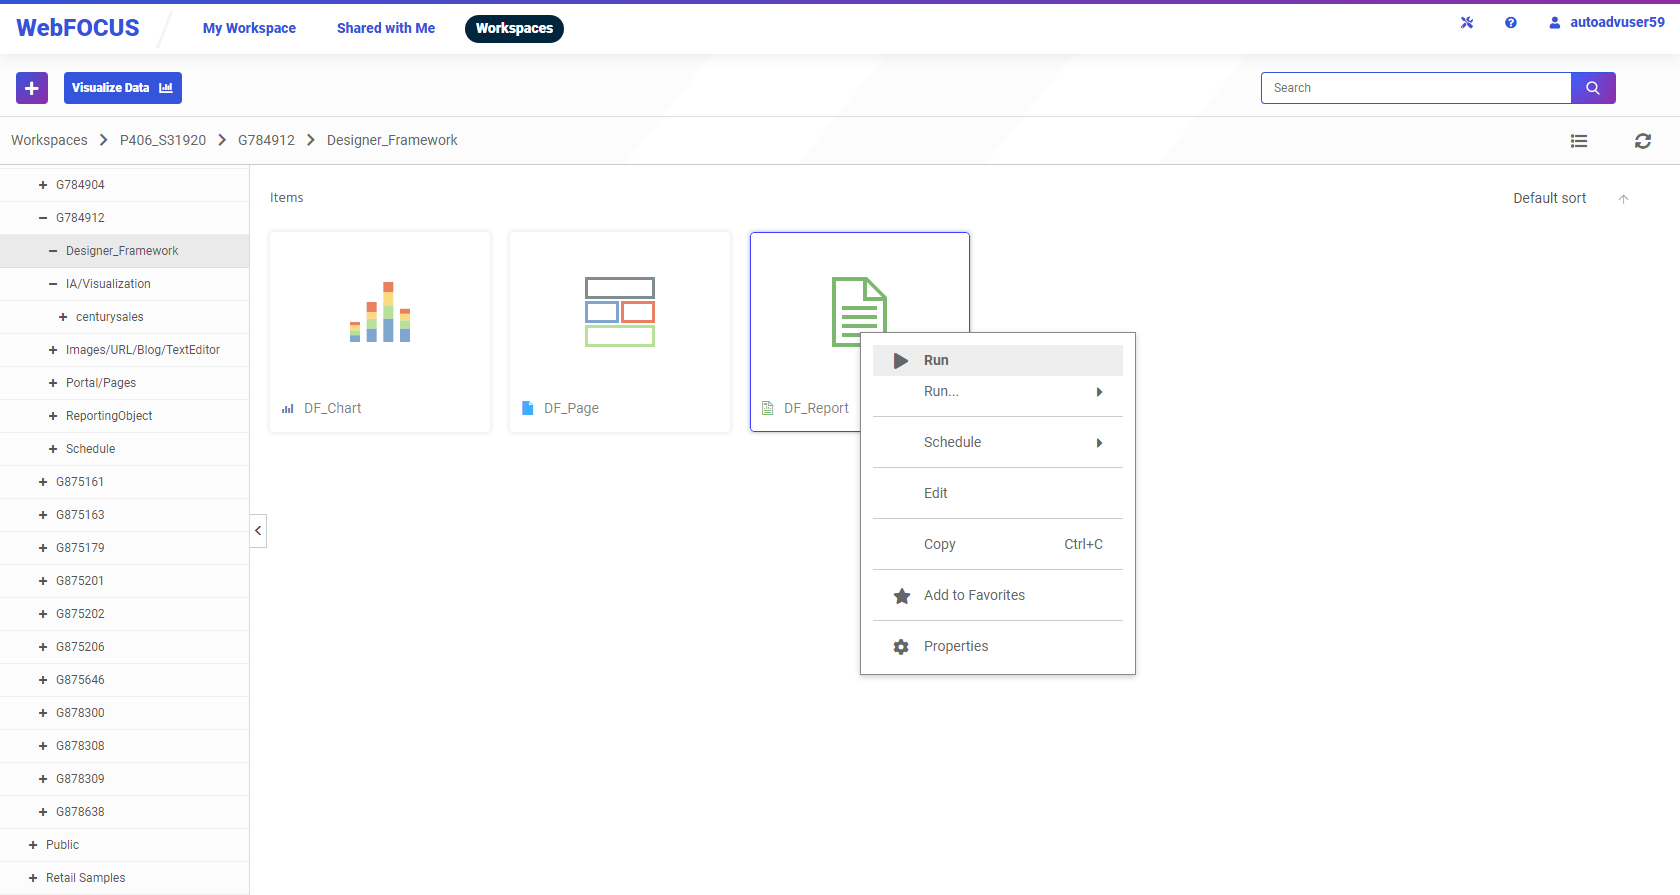 WebFOCUS
My Workspace
Shared with Me
Workspaces
autoadvuser59
Visualize Data
Search
Workspaces
P406_S31920
G784912
Designer_Framework
G784904
G784912
Designer_Framework
IA/Visualization
centurysales
Images/URL/Blog/TextEditor
Portal/Pages
ReportingObject
Schedule
G875161
G875163
G875179
G875201
G875202
G875206
G875646
G878300
G878308
G878309
G878638
Public
Retail Samples
Items
Default sort
DF_Chart
DF_Page
DF_Report
Run
Run...
Schedule
Edit
Copy Ctrl+C
Add to Favorites
Properties